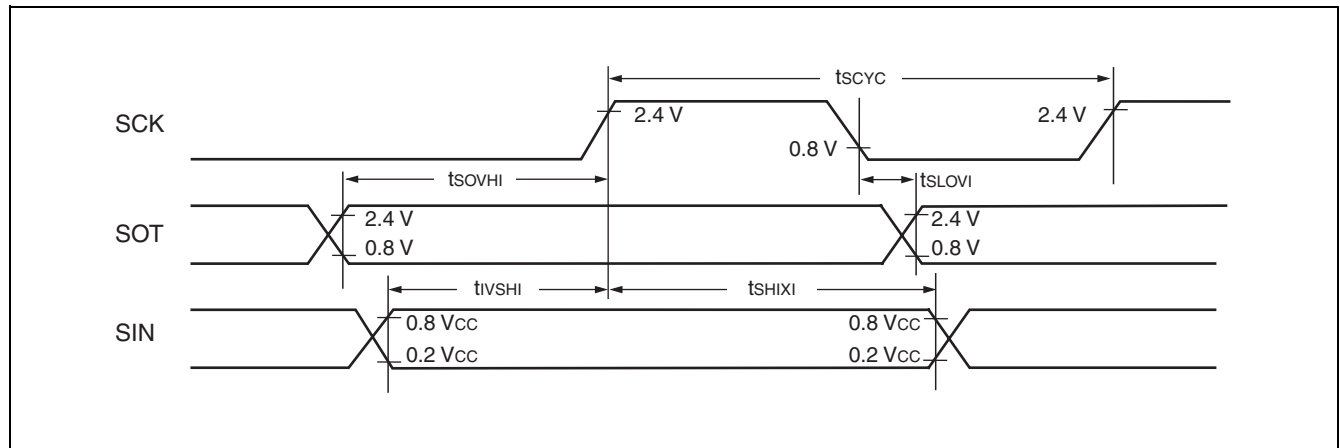 tSCYC
SCK
2.4 V
0.8 V
2.4 V
tSOVHI
tSLOVI
SOT
2.4 V
0.8 V
2.4 V
0.8 V
tIVSHI
tSHIXI
SIN
0.8 VCC
0.2 VCC
0.8 VCC
0.2 VCC